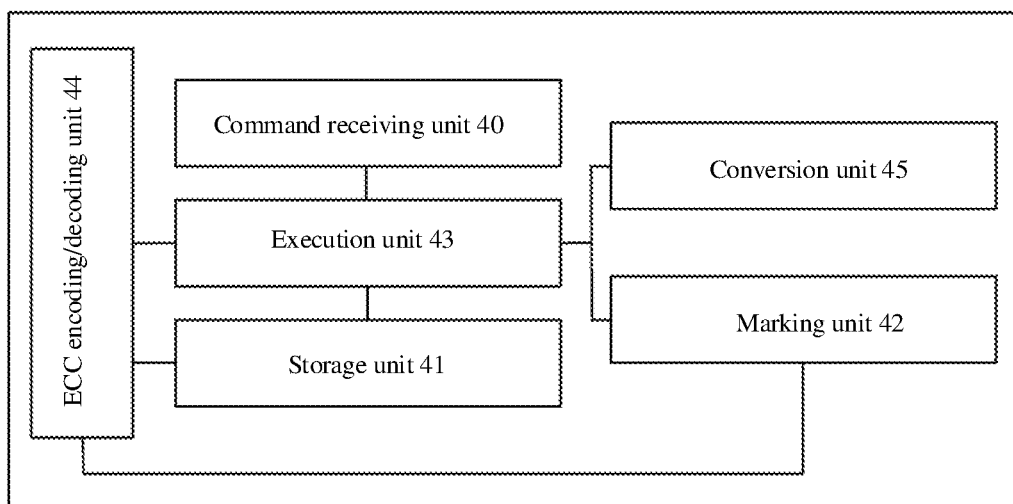 ECC encoding/decoding unit 44
Command receiving unit 40
Execution unit 43
Storage unit 41
Conversion unit 45
Marking unit 42